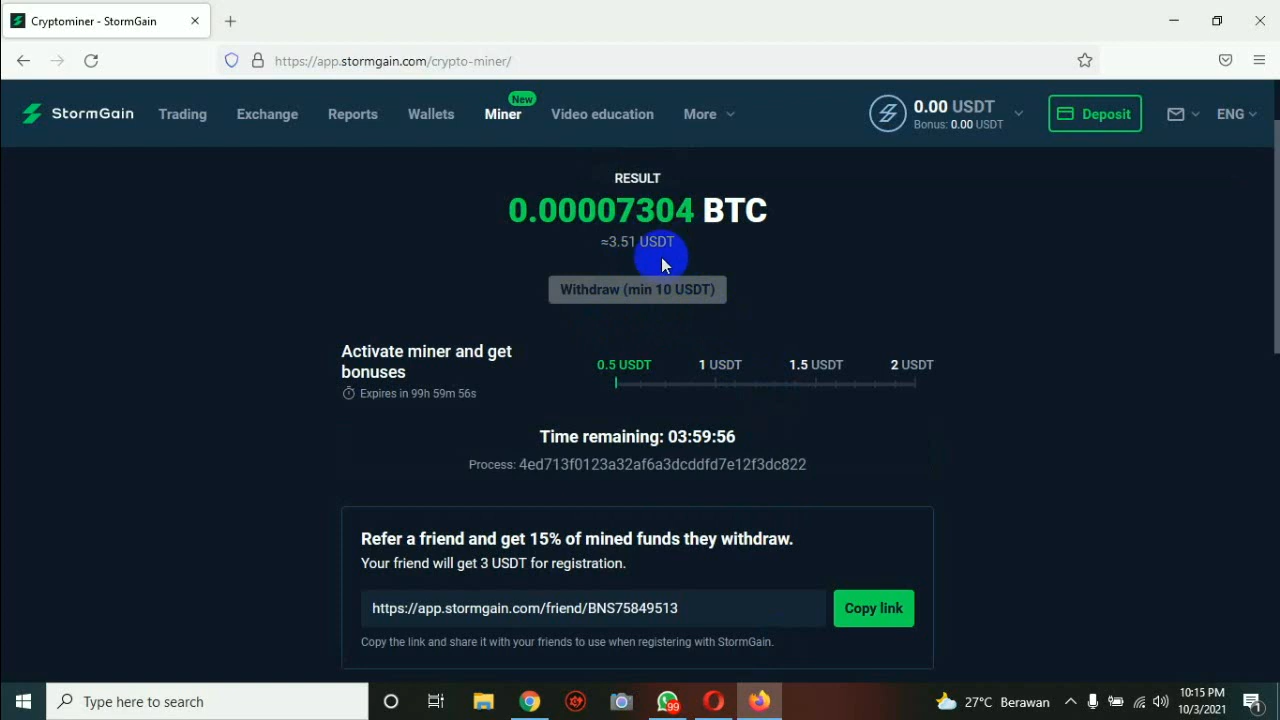 Cryptominer - StormGain
https://app.stormgain.com/crypto-miner/
StormGain
Trading
Exchange
Reports
Wallets
Miner
New
Video education
More
0.00 USDT
Bonus: 0.00 USDT
Deposit
ENG
RESULT
0.00007304 BTC
≈3.51 USDT
Withdraw (min 10 USDT)
Activate miner and get
bonuses
Expires in 99h 59m 56s
0.5 USDT
1 USDT
1.5 USDT
2 USDT
Time remaining: 03:59:56
Process: 4ed713f0123a32af6a3dcddfd7e12f3dc822
Refer a friend and get 15% of mined funds they withdraw.
Your friend will get 3 USDT for registration.
https://app.stormgain.com/friend/BNS75849513
Copy link
Copy the link and share it with your friends to use when registering with StormGain.
Type here to search
99
27°C Berawan
10:15 PM
10/3/2021
1